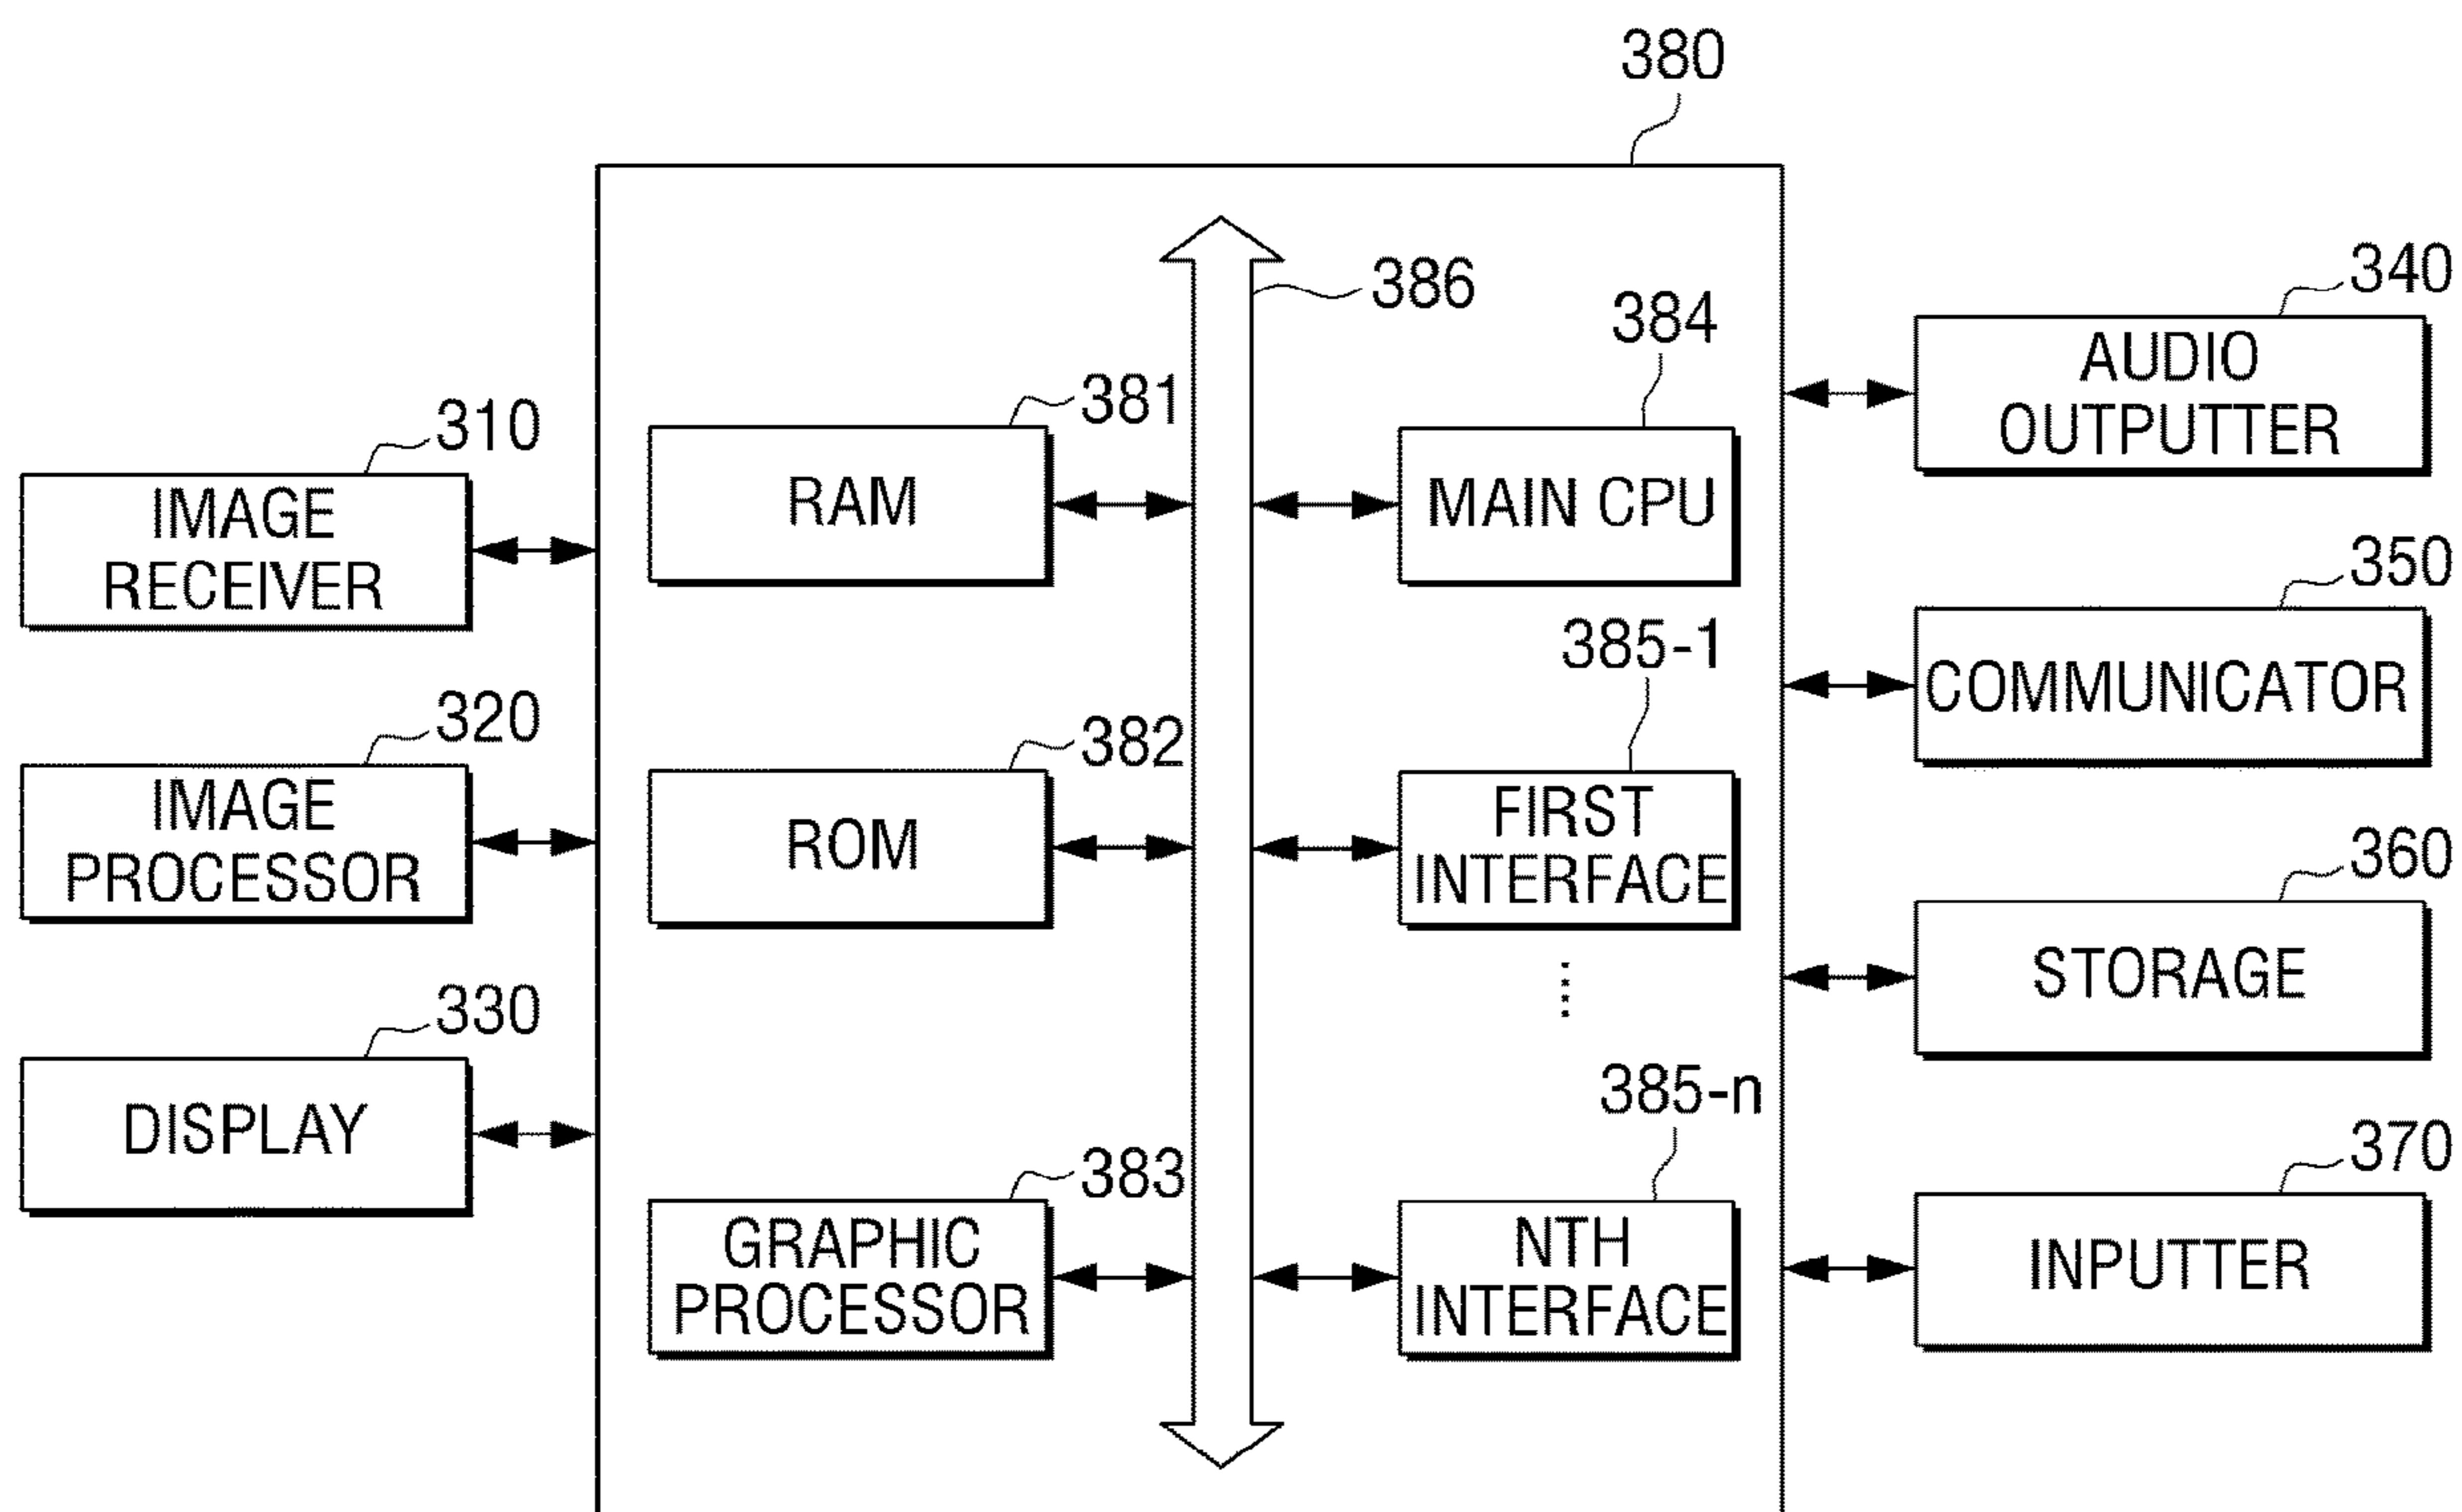 380
386
340
AUDIO
OUTPUTTER
384
MAIN CPU
381
RAM
310
IMAGE
RECEIVER
350
COMMUNICATOR
385-1
FIRST
INTERFACE
320
IMAGE
PROCESSOR
382
ROM
360
STORAGE
330
DISPLAY
385-n
NTH
INTERFACE
383
GRAPHIC
PROCESSOR
370
INPUTTER